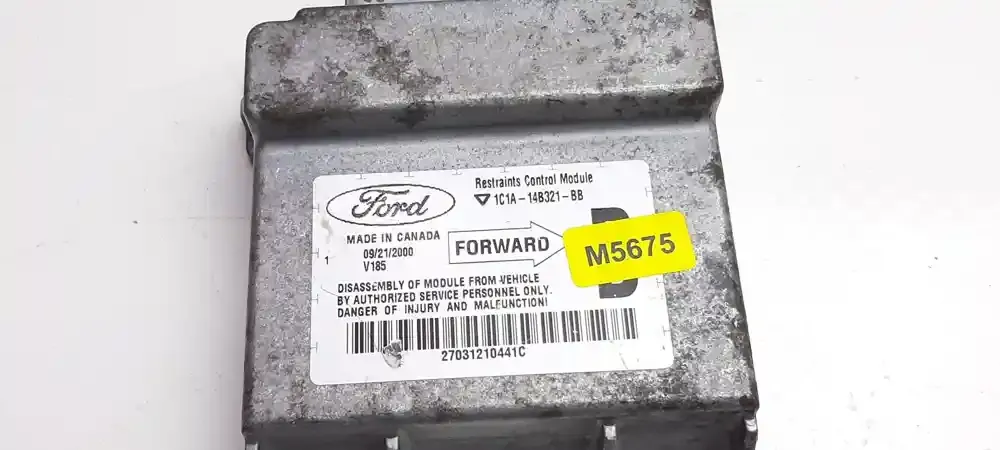 Ford
Restraints Control Module
1C1A-14B321-BB
MADE IN CANADA
09/21/2000
V185
1
FORWARD
M5675
DISASSEMBLY OF MODULE FROM VEHICLE
BY AUTHORIZED SERVICE PERSONNEL ONLY.
DANGER OF INJURY AND MALFUNCTION!
27031210441C